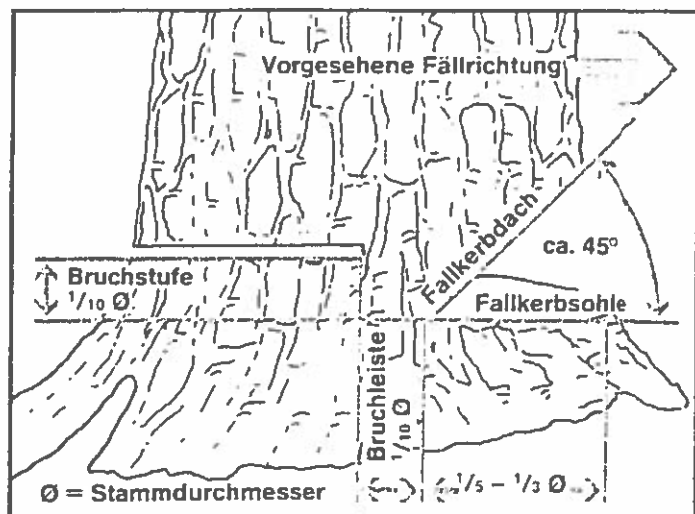 Vorgesehene Fällrichtung
Fallkerbdach
ca. 45°
Bruchstufe
1/10 Ø
Fallkerbsohle
Bruchleiste
1/10 Ø
Ø = Stammdurchmesser
1/5 – 1/3 Ø